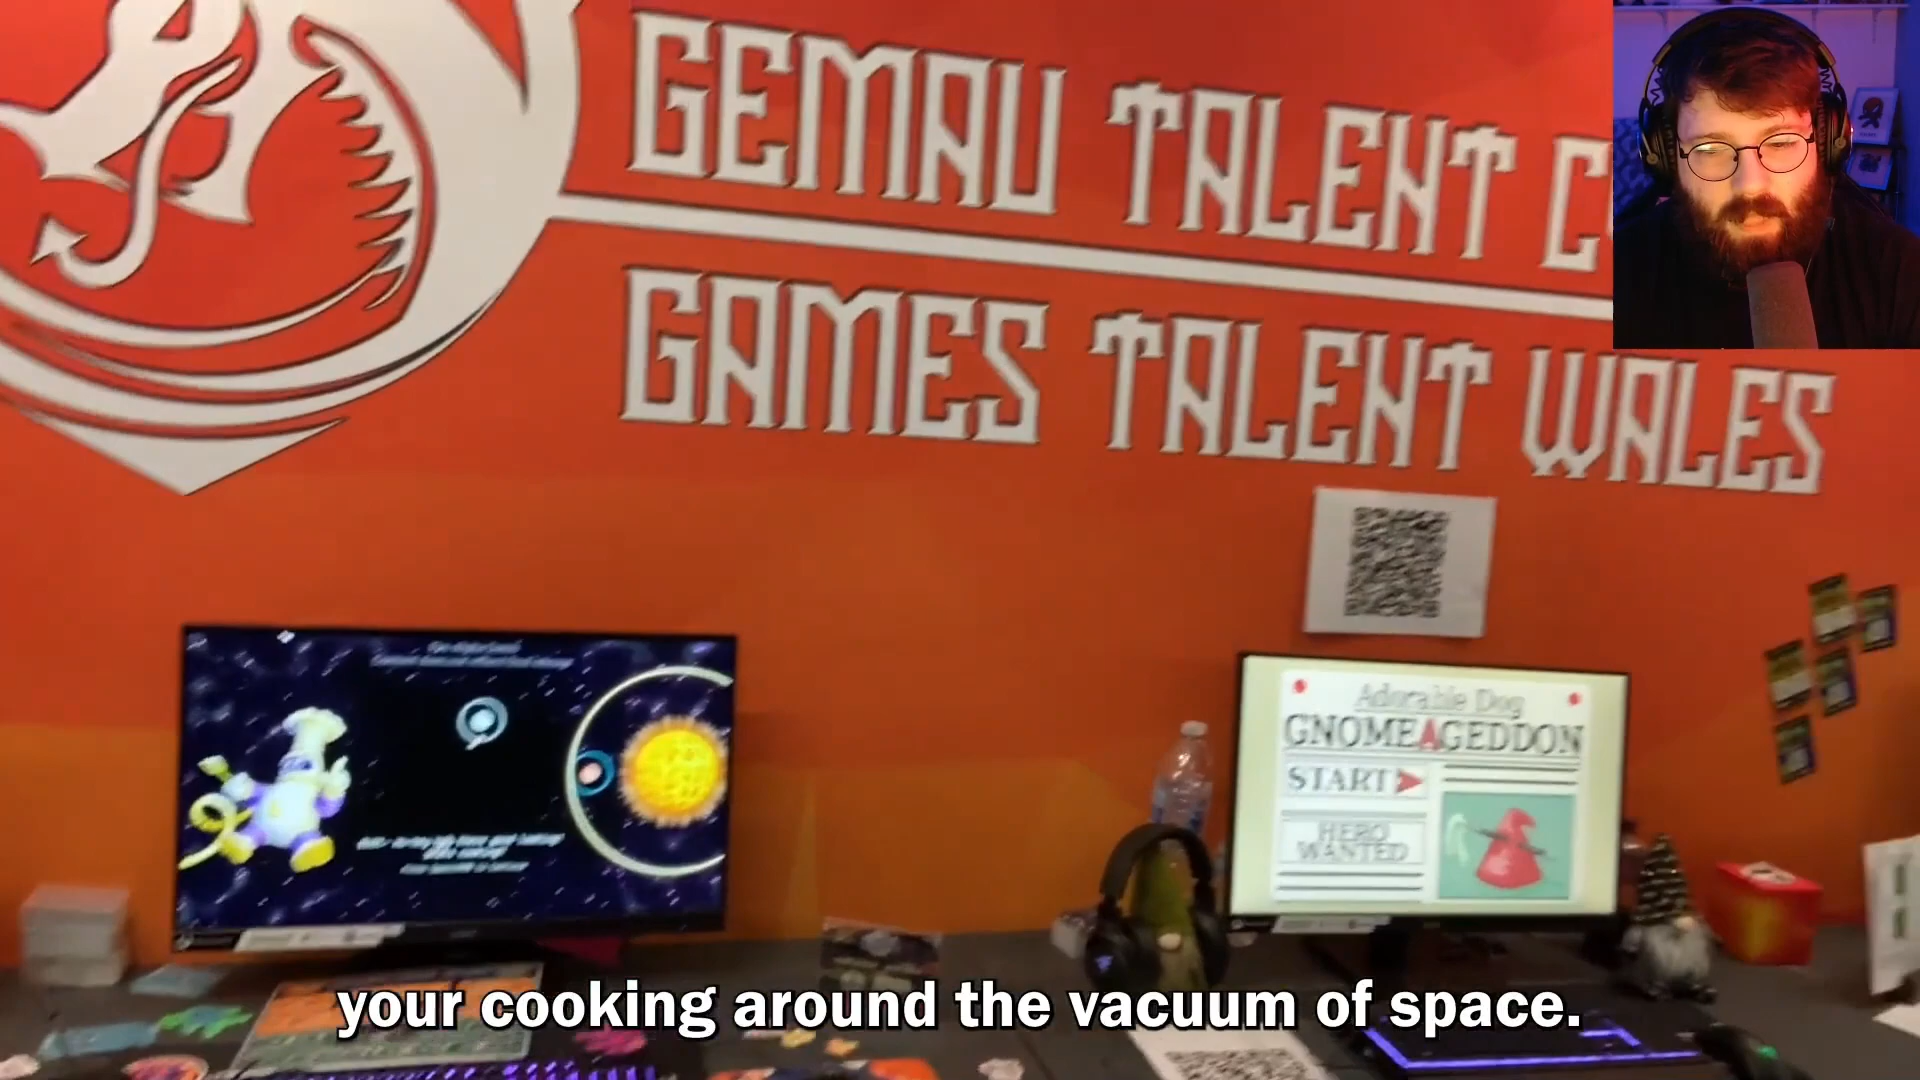 GEMAU TALENT
GAMES TALENT WALES
Adorable Dog
GNOMEAGEDDON
START
HERO
WANTED
your cooking around the vacuum of space.